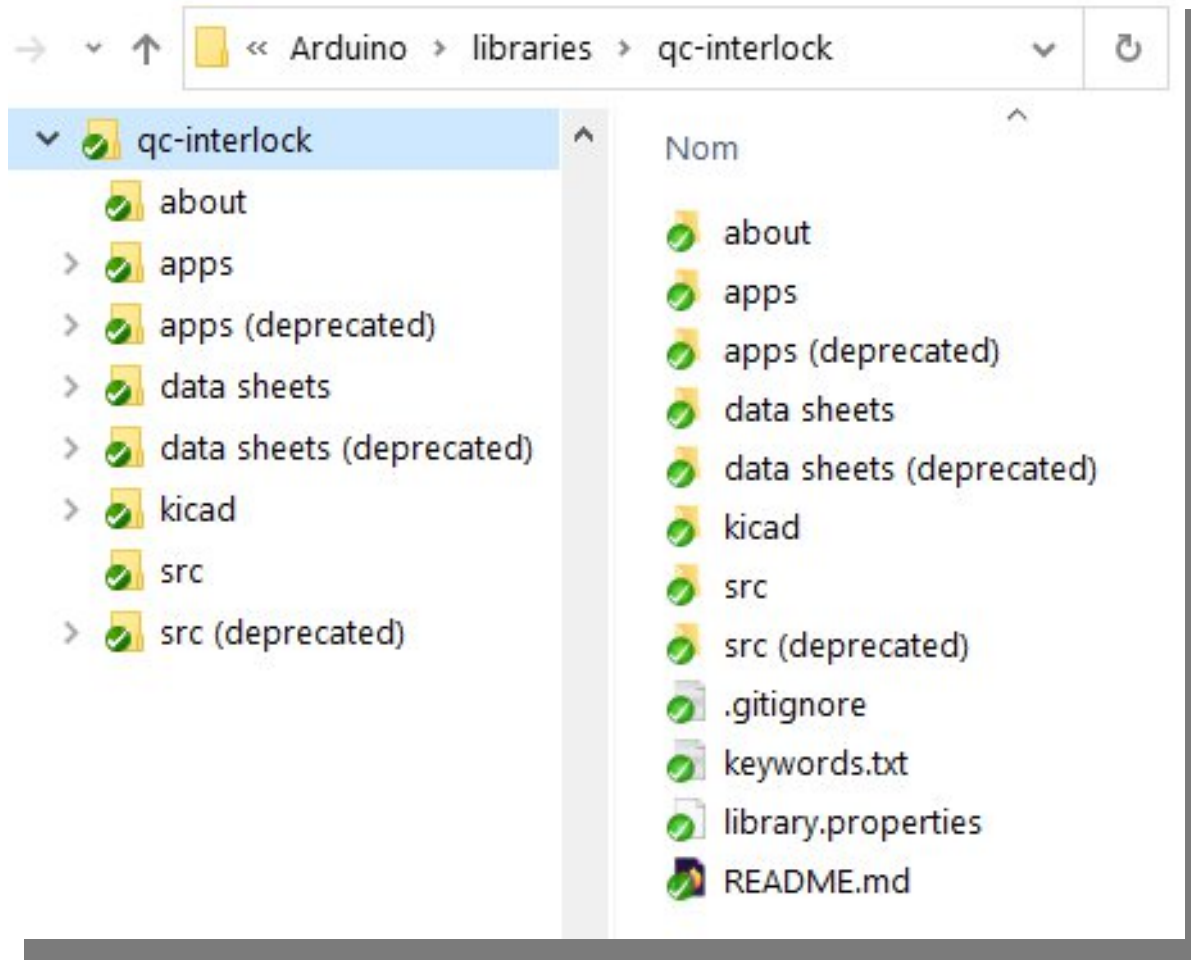 « Arduino › libraries › qc-interlock
qc-interlock
about
apps
apps (deprecated)
data sheets
data sheets (deprecated)
kicad
src
src (deprecated)
Nom
about
apps
apps (deprecated)
data sheets
data sheets (deprecated)
kicad
src
src (deprecated)
.gitignore
keywords.txt
library.properties
README.md